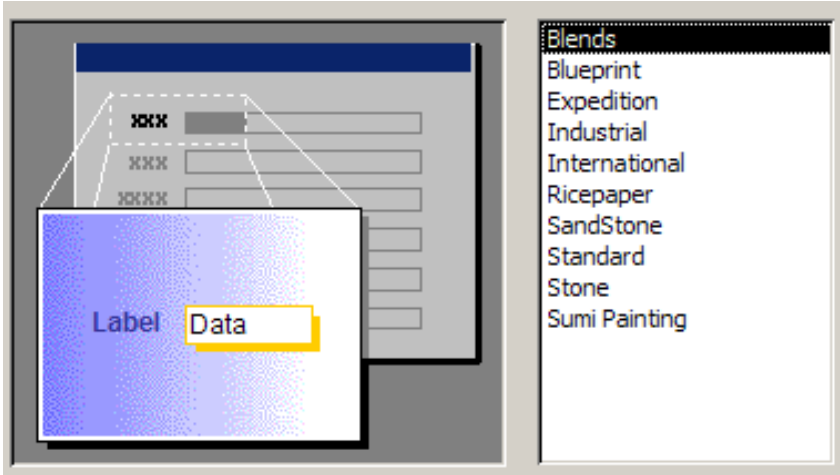 xxx
xxx
xxxx
Label Data
Blends
Blueprint
Expedition
Industrial
International
Ricepaper
SandStone
Standard
Stone
Sumi Painting